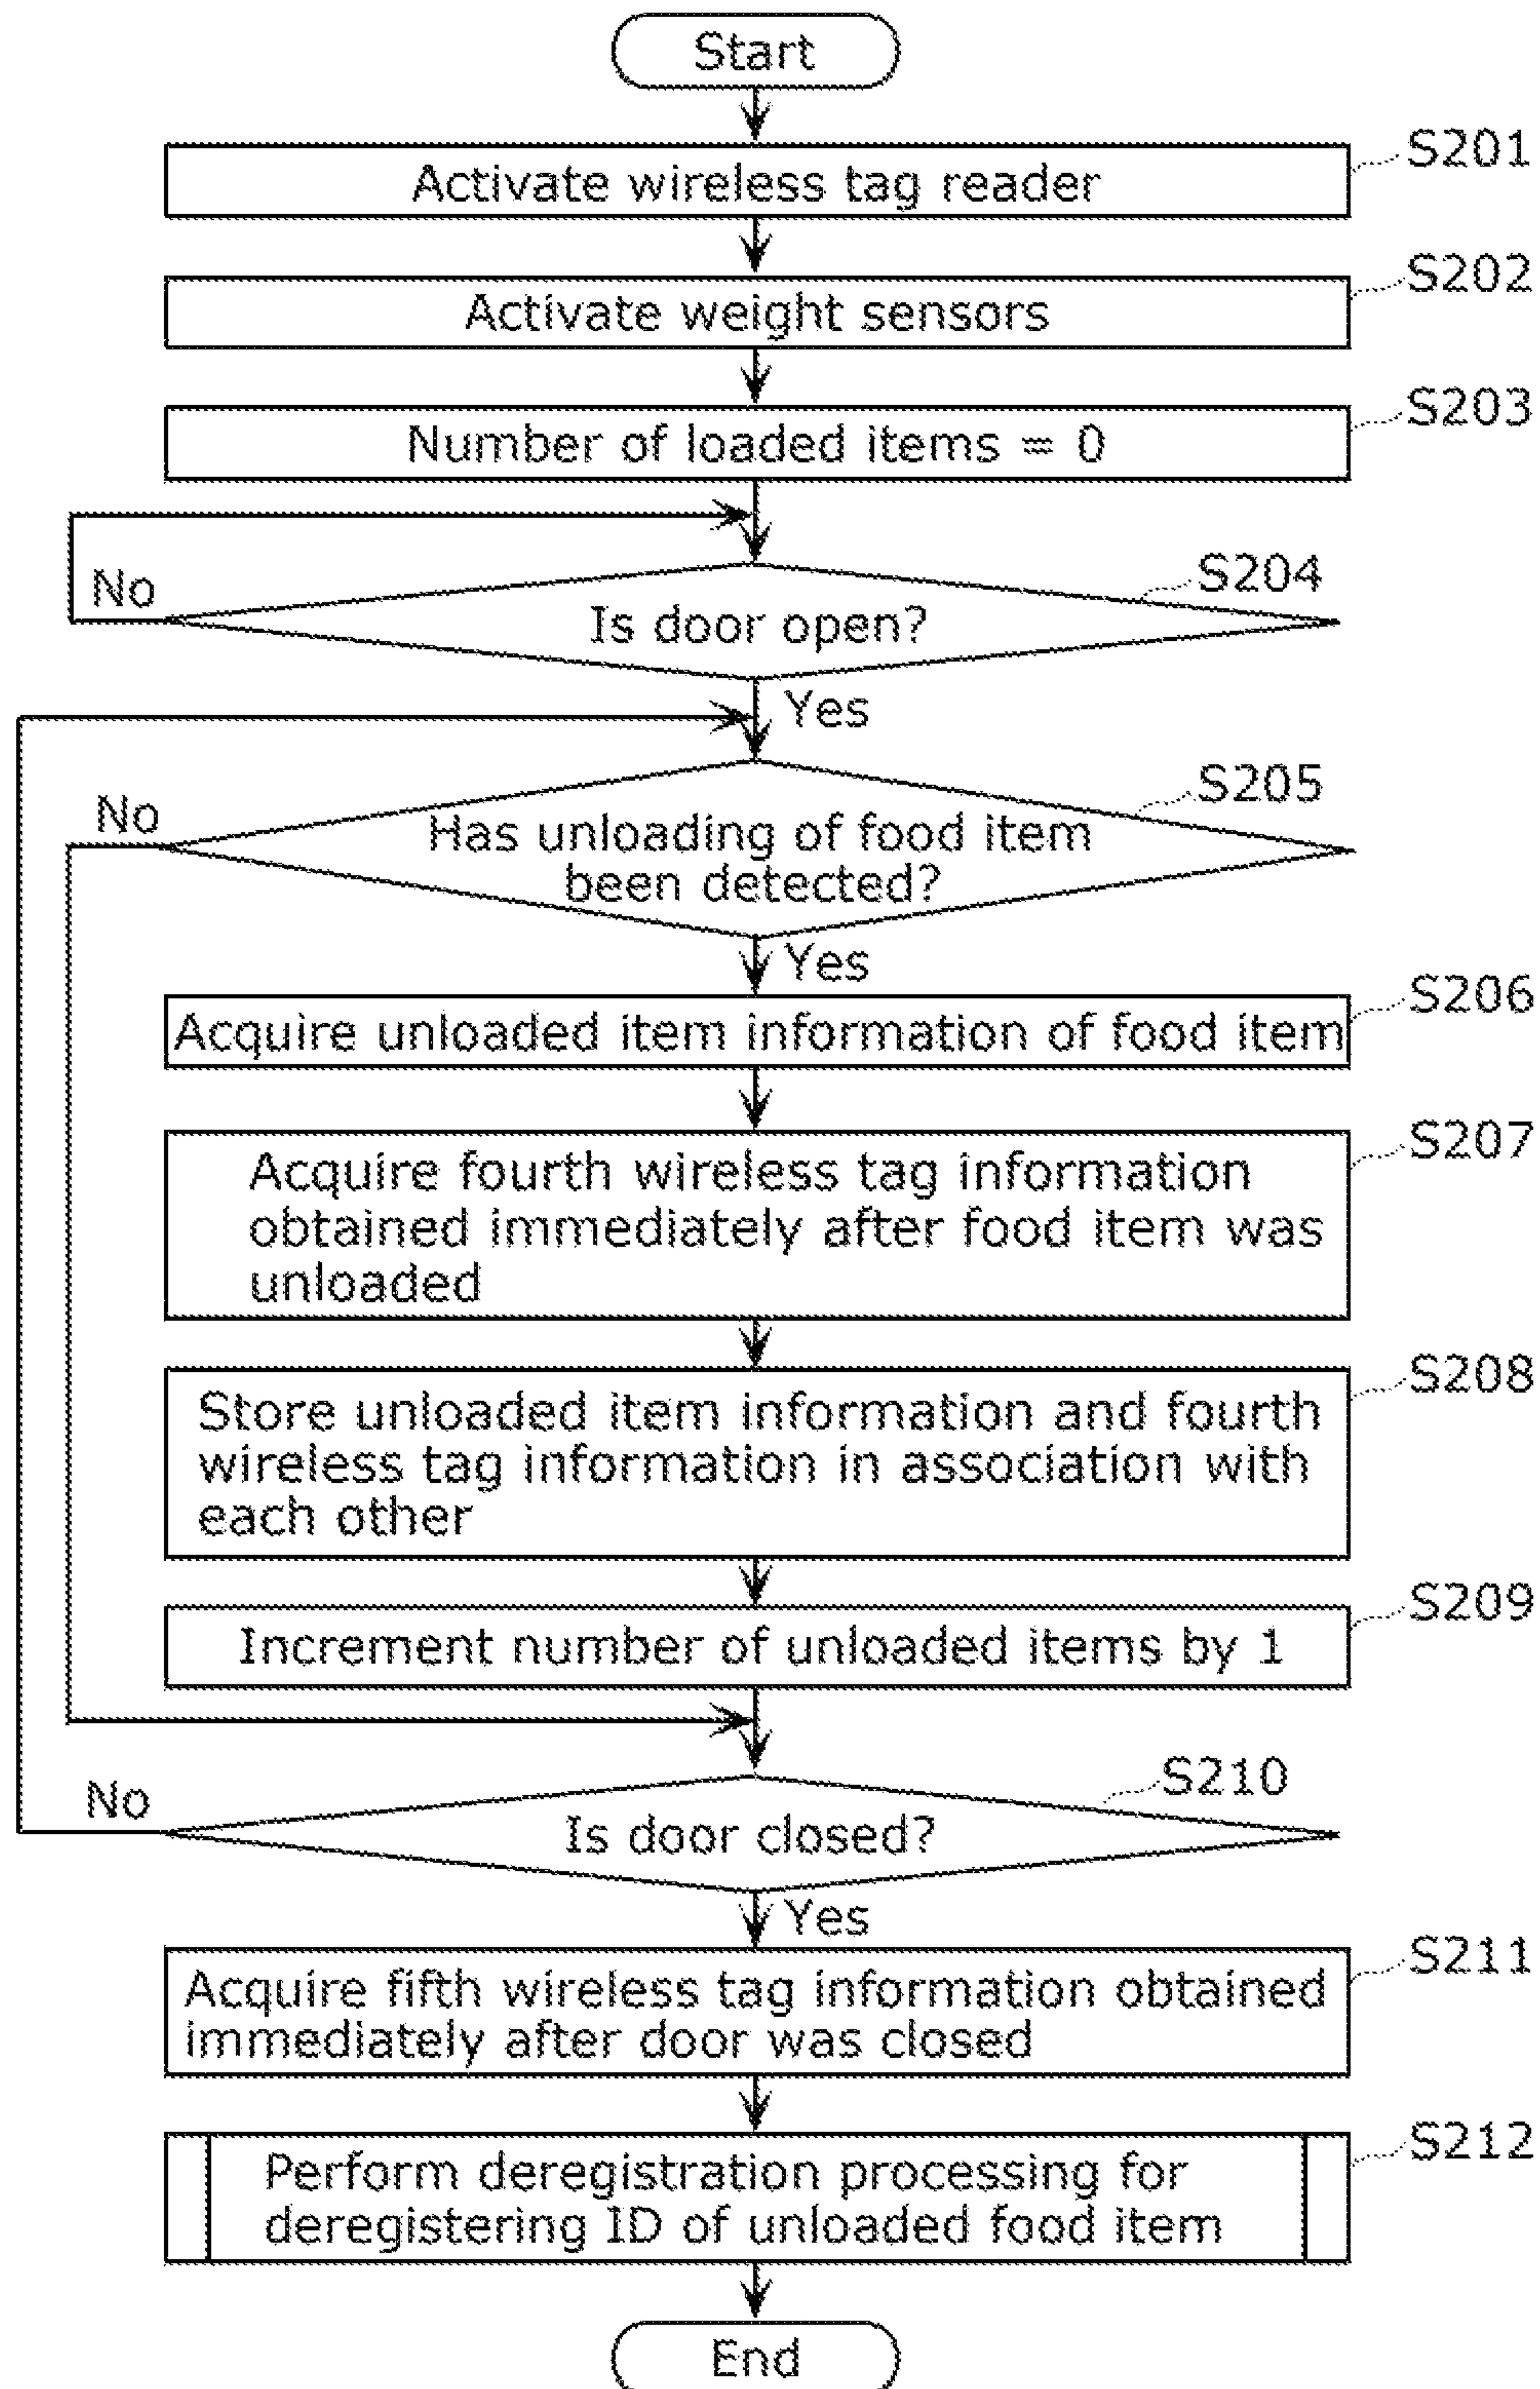 Start
Activate wireless tag reader
S201
Activate weight sensors
S202
Number of loaded items = 0
S203
No
Is door open?
S204
Yes
No
Has unloading of food item
been detected?
S205
Yes
Acquire unloaded item information of food item
S206
Acquire fourth wireless tag information
obtained immediately after food item was
unloaded
S207
Store unloaded item information and fourth
wireless tag information in association with
each other
S208
Increment number of unloaded items by 1
S209
No
Is door closed?
S210
Yes
Acquire fifth wireless tag information obtained
immediately after door was closed
S211
Perform deregistration processing for
deregistering ID of unloaded food item
S212
End